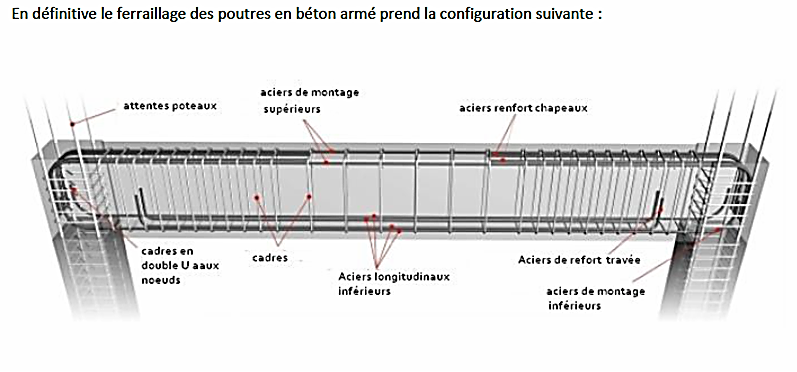 En définitive le ferraillage des poutres en béton armé prend la configuration suivante :
aciers de montage
supérieurs
attentes poteaux
aciers renfort chapeaux
cadres en
double U aaux
noeuds
cadres
Aciers longitudinaux
inférieurs
Aciers de refort travée
aciers de montage
inférieurs